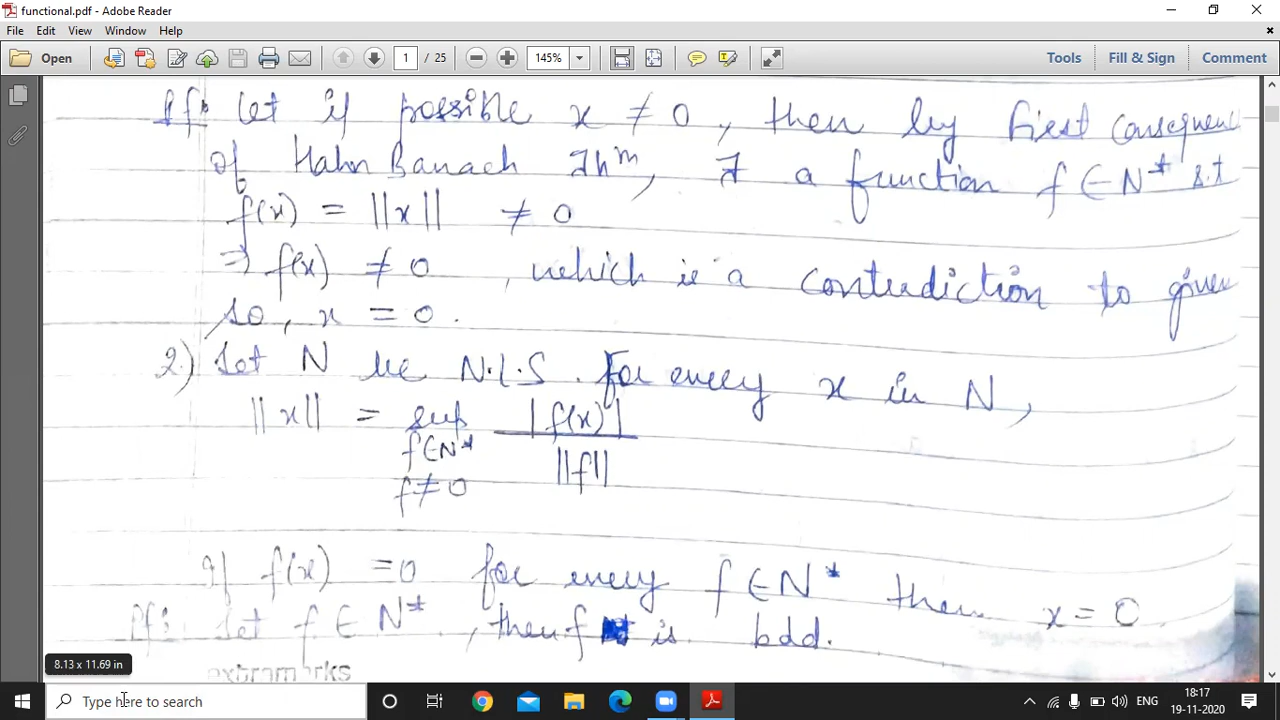 functional.pdf - Adobe Reader
File Edit View Window Help
Open 1 / 25 145% Tools Fill & Sign Comment
Pf: Let if possible x ≠ 0, then by first consequenc
of Hahn Banach Thm, ∃ a function f ∈ N* s.t
f(x) = ||x|| ≠ 0
⇒ f(x) ≠ 0, which is a contradiction to given
so, x = 0.
2.) Let N be N.L.S. For every x in N,
||x|| = sup |f(x)|
f∈N* ||f||
f≠0
If f(x) = 0 for every f ∈ N* then x = 0
Pf: Let f ∈ N*, then f is bdd.
8.13 x 11.69 in
extramarks
Type here to search
ENG
18:17
19-11-2020